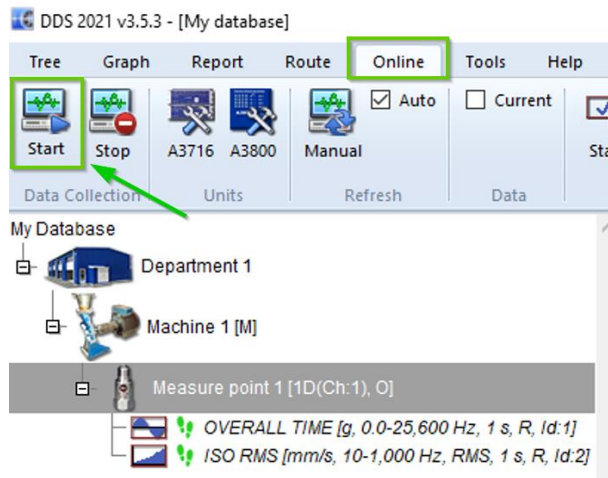 DDS 2021 v3.5.3 - [My database]
Tree Graph Report Route Online Tools Help
Auto Current
Start Stop A3716 A3800 Manual
Data Collection Units Refresh Data
My Database
Department 1
Machine 1 [M]
Measure point 1 [1D(Ch:1), O]
OVERALL TIME [g, 0.0-25,600 Hz, 1 s, R, Id:1]
ISO RMS [mm/s, 10-1,000 Hz, RMS, 1 s, R, Id:2]